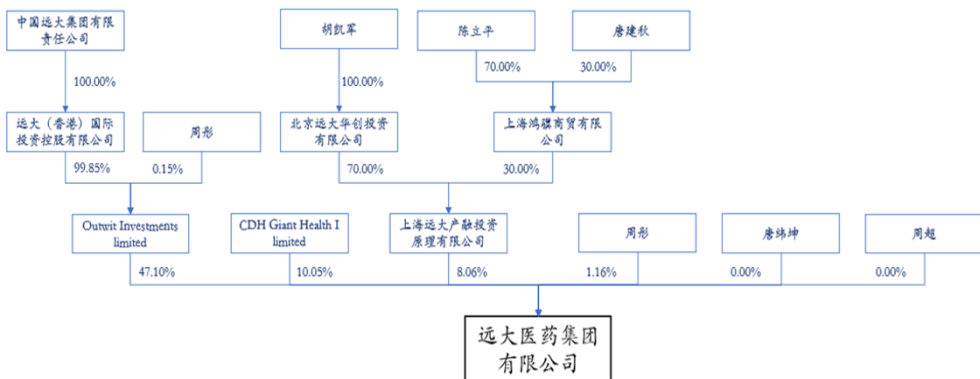 中国远大集团有限
责任公司
胡凯军
陈立平
唐建秋
100.00%
100.00%
70.00%
30.00%
远大（香港）国际
投资控股有限公司
周彤
北京远大华创投资
有限公司
上海鸿骥商贸有限
公司
99.85%
0.15%
70.00%
30.00%
Outwit Investments
limited
CDH Giant Health I
limited
上海远大产融投资
原理有限公司
周彤
唐纬坤
周超
47.10%
10.05%
8.06%
1.16%
0.00%
0.00%
远大医药集团
有限公司